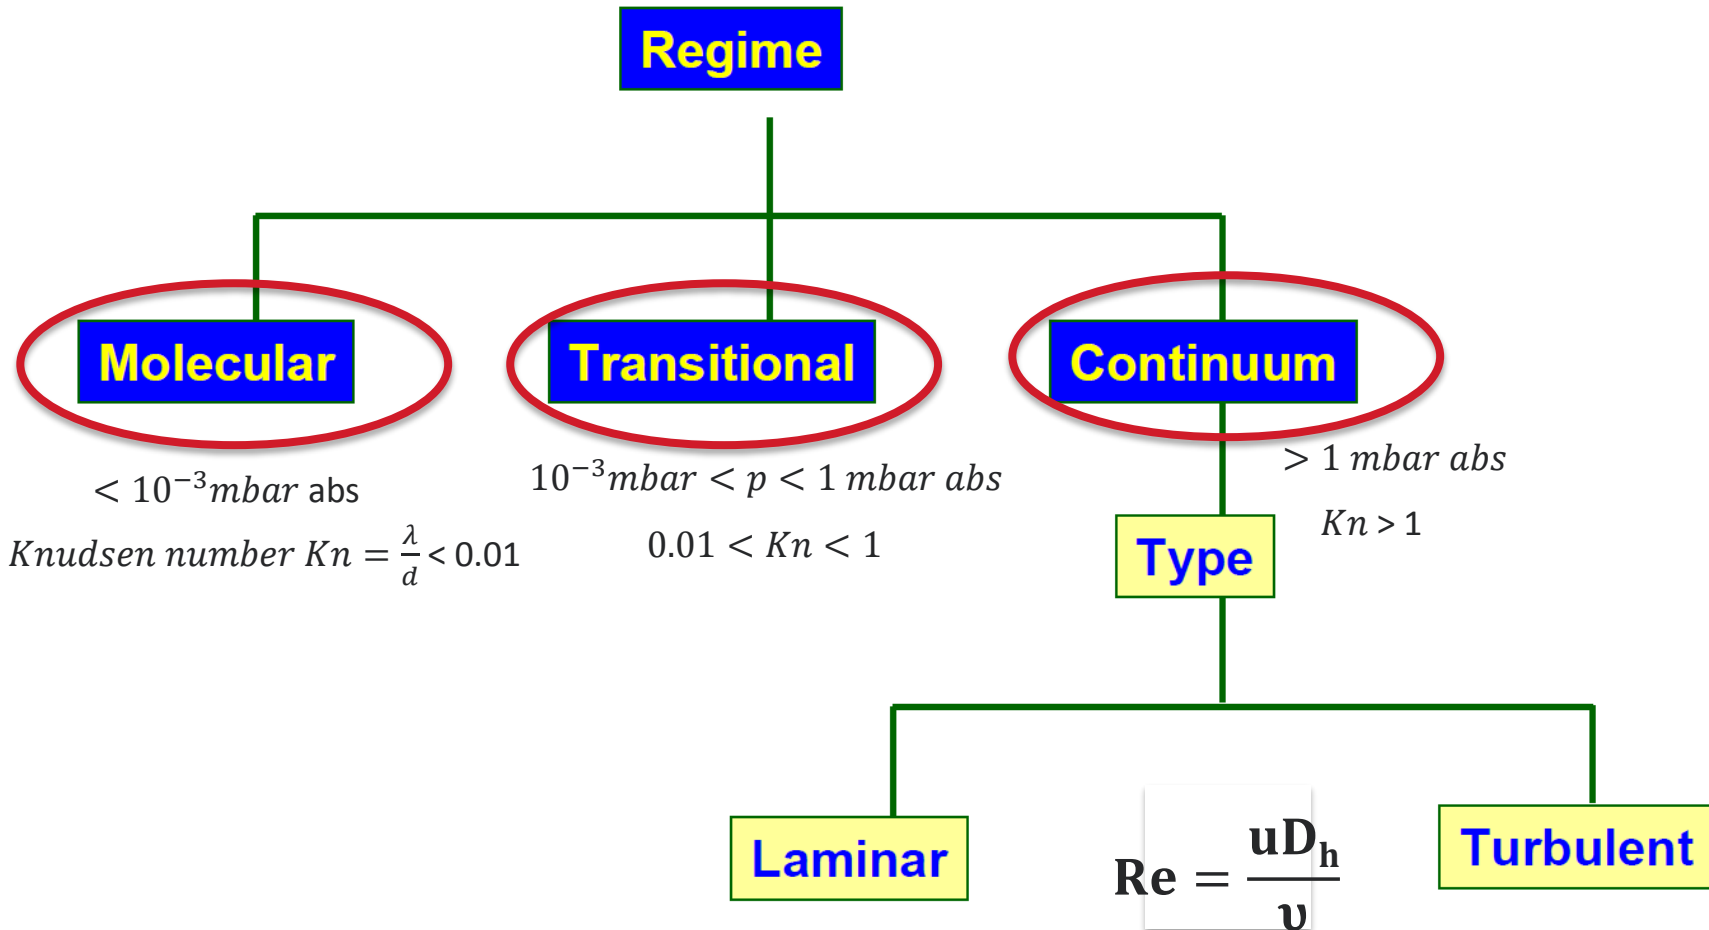 Regime
Molecular
Transitional
Continuum
< 10⁻³mbar abs
Knudsen number Kn = λ/d < 0.01
10⁻³mbar < p < 1 mbar abs
0.01 < Kn < 1
> 1 mbar abs
Kn > 1
Type
Laminar
Re = uDₕ/υ
Turbulent